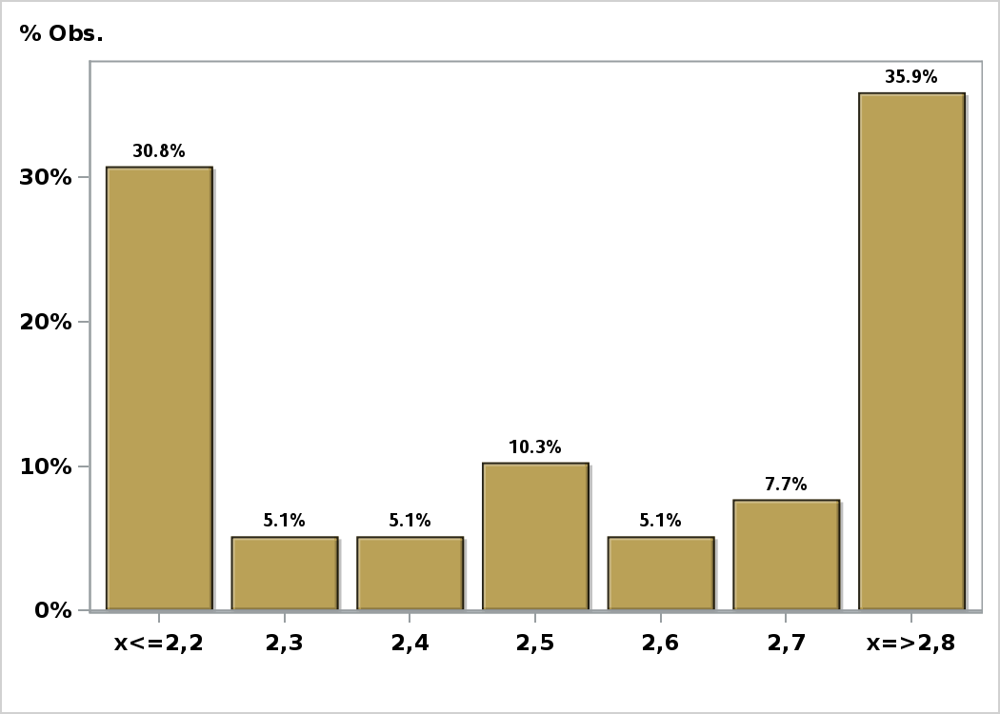 % Obs.
35.9%
30.8%
30%
20%
10.3%
10%
7.7%
5.1% 5.1% 5.1%
0%
x<=2,2 2,3 2,4 2,5 2,6 2,7 x=>2,8